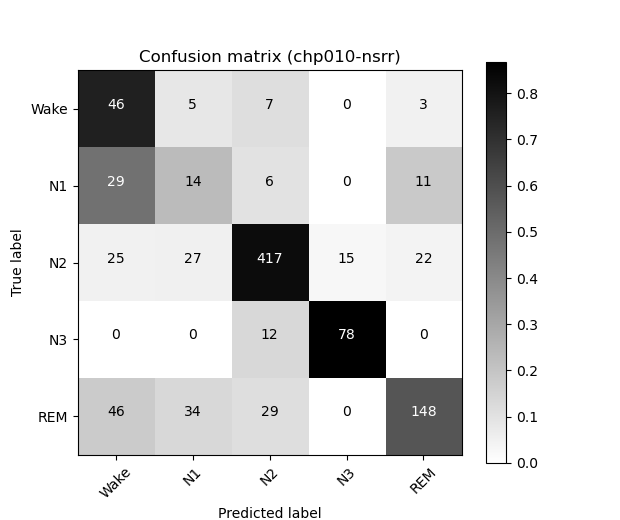 Confusion matrix (chp010-nsrr)
Wake 46 5 7 0 3
N1 29 14 6 0 11
N2 25 27 417 15 22
N3 0 0 12 78 0
REM 46 34 29 0 148
Wake N1 N2 N3 REM
Predicted label
True label
0.8
0.7
0.6
0.5
0.4
0.3
0.2
0.1
0.0